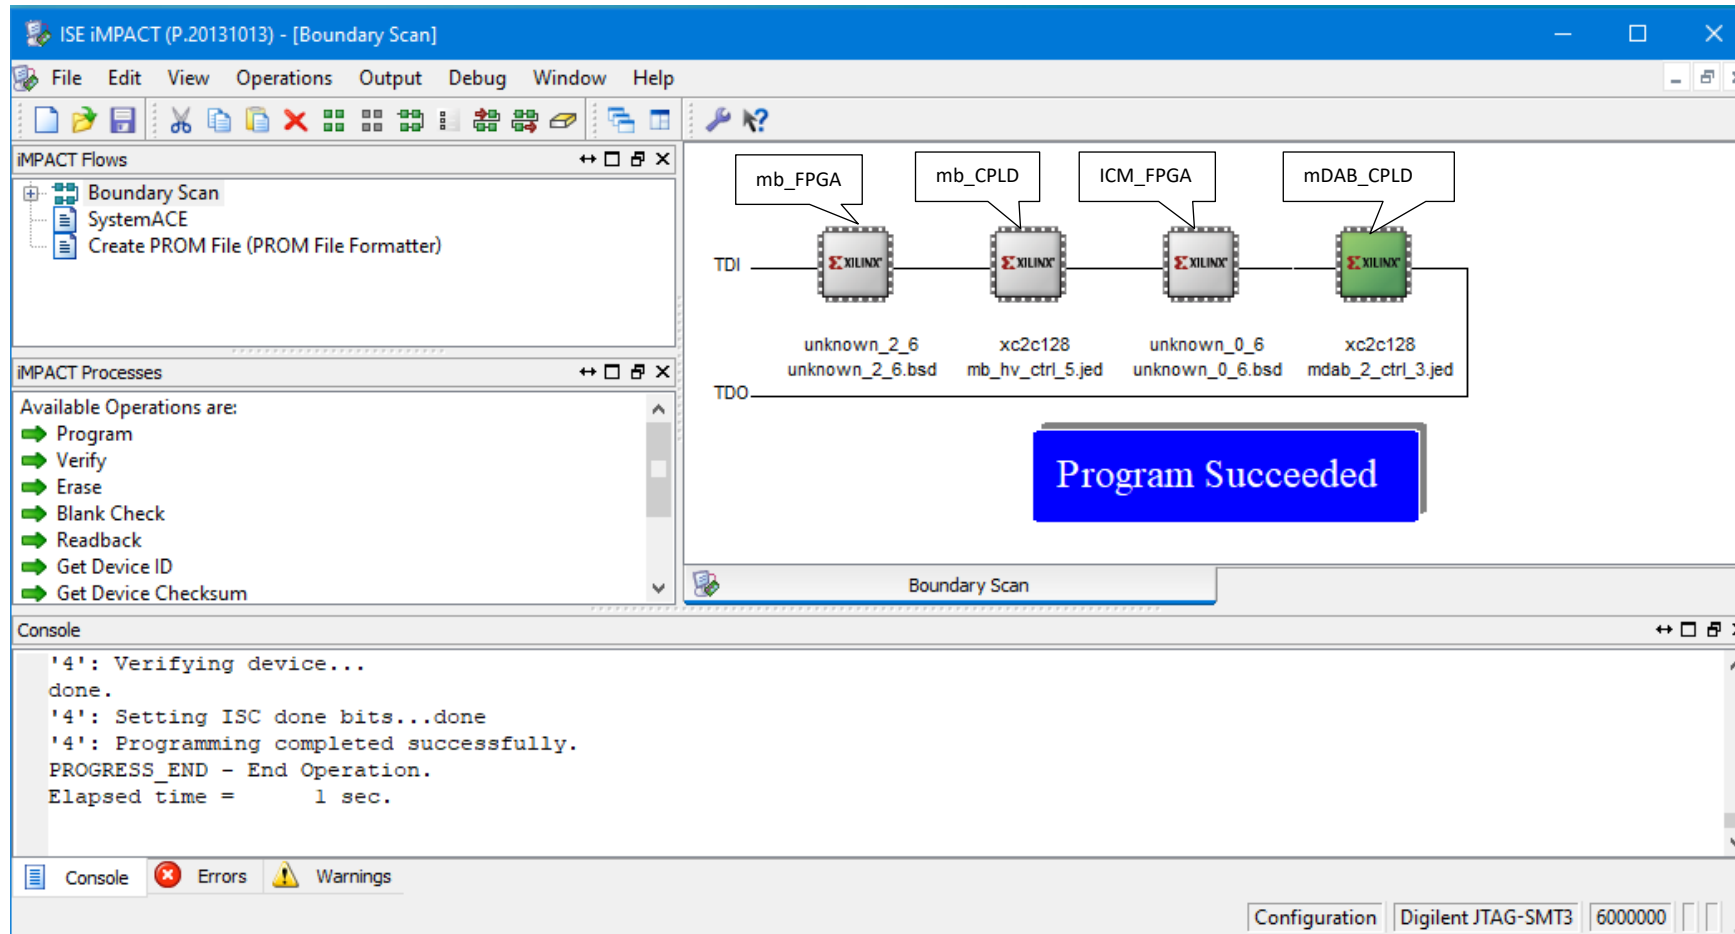 ISE iMPACT (P.20131013) - [Boundary Scan]
File Edit View Operations Output Debug Window Help
iMPACT Flows
Boundary Scan
SystemACE
Create PROM File (PROM File Formatter)
iMPACT Processes
Available Operations are:
Program
Verify
Erase
Blank Check
Readback
Get Device ID
Get Device Checksum
mb_FPGA mb_CPLD ICM_FPGA mDAB_CPLD
TDI XILINX XILINX XILINX XILINX
unknown_2_6 xc2c128 unknown_0_6 xc2c128
unknown_2_6.bsd mb_hv_ctrl_5.jed unknown_0_6.bsd mdab_2_ctrl_3.jed
TDO
Program Succeeded
Boundary Scan
Console
'4': Verifying device...
done.
'4': Setting ISC done bits...done
'4': Programming completed successfully.
PROGRESS_END - End Operation.
Elapsed time =      1 sec.
Console Errors Warnings
Configuration Digilent JTAG-SMT3 6000000